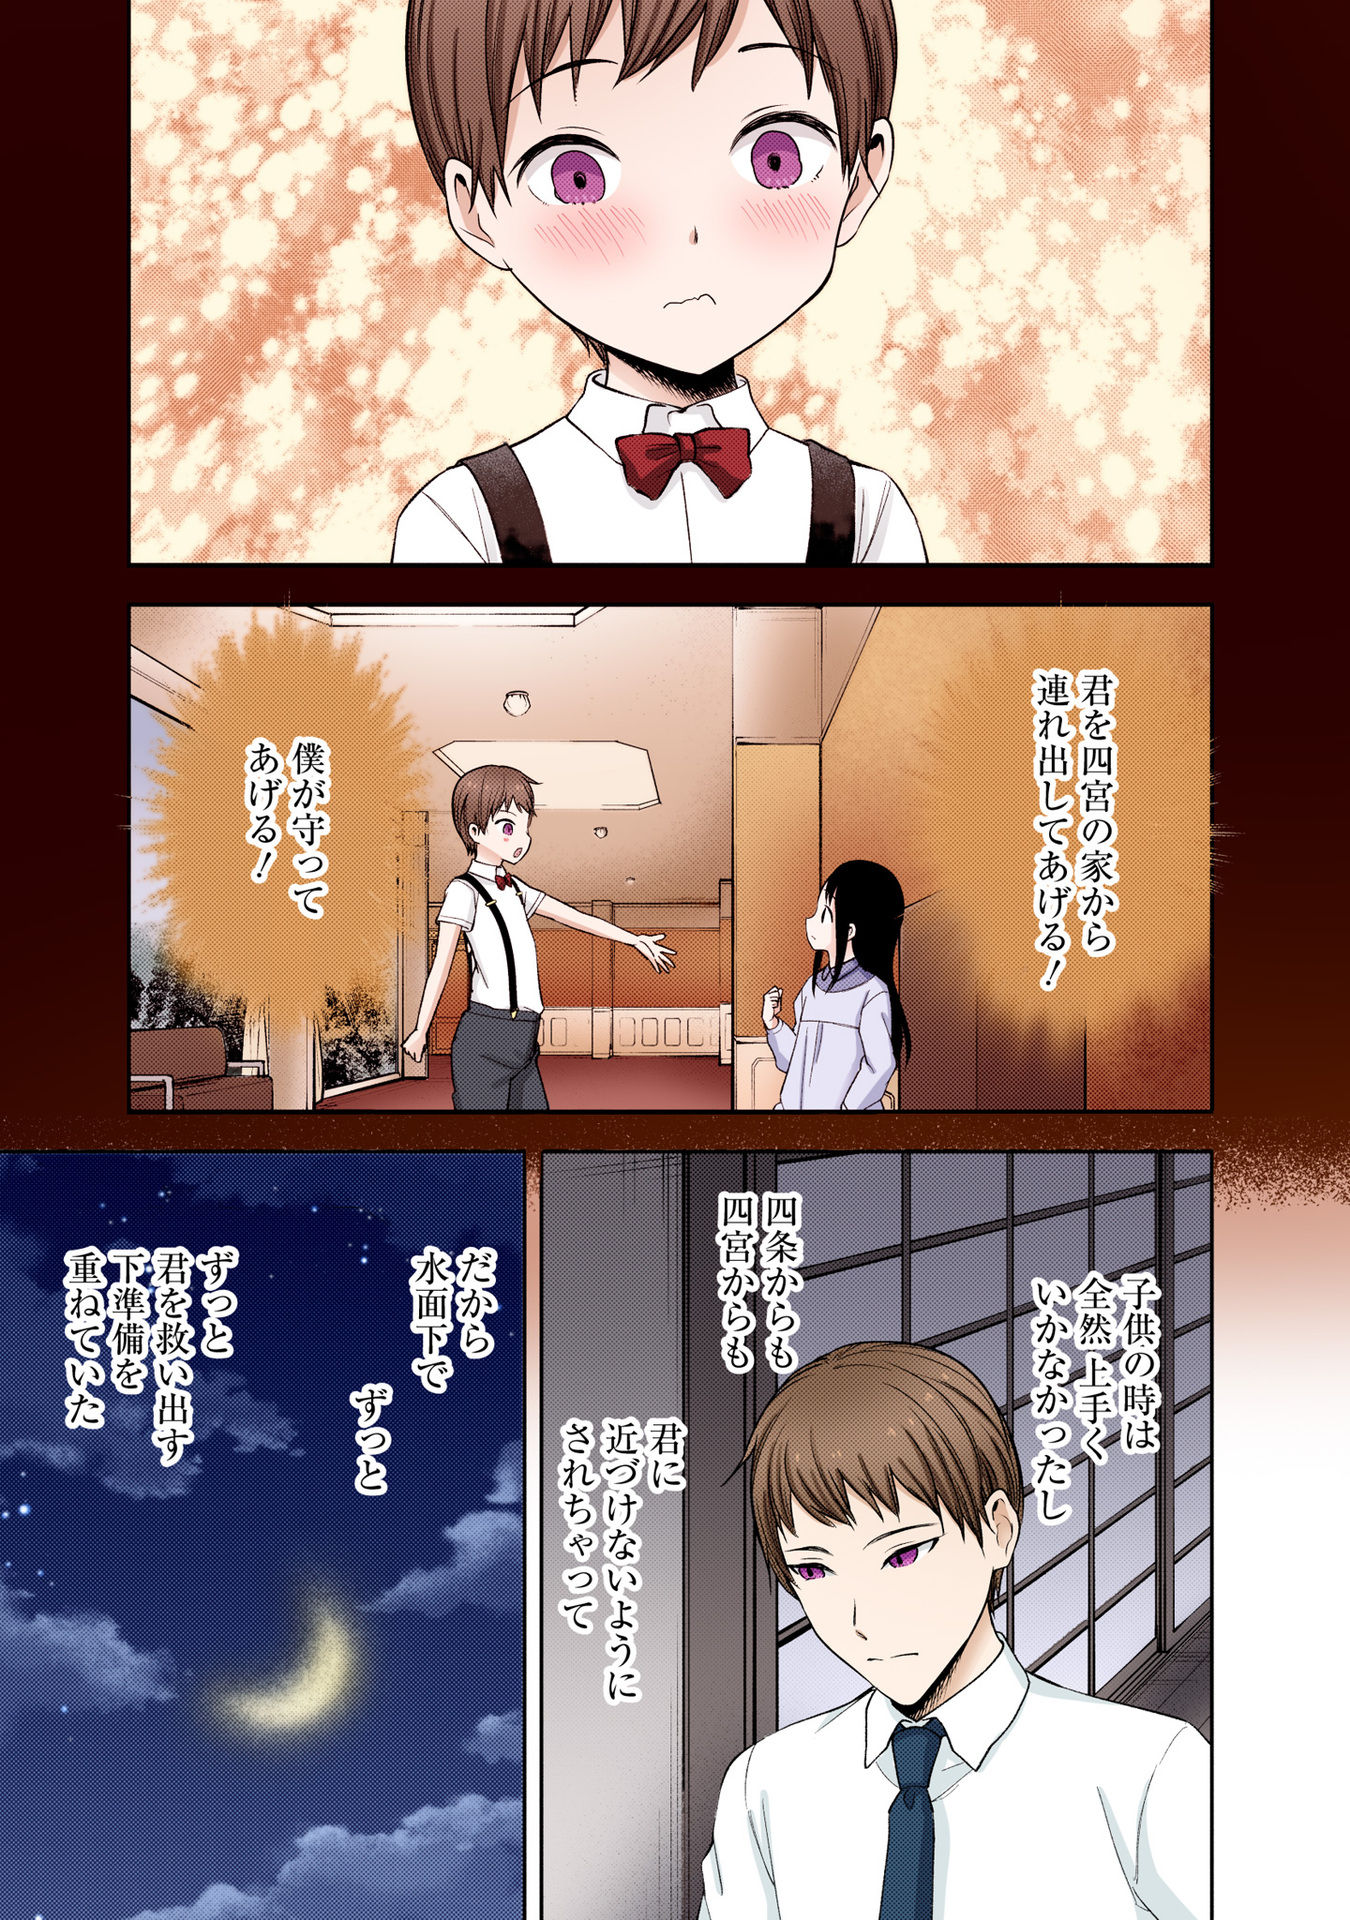 君を四宮の家から
連れ出してあげる！
僕が守って
あげる！
子供の時は
全然上手く
いかなかったし
四条からも
四宮からも
君に
近づけないように
されちゃって
だから
水面下で
ずっと
ずっと
君を救い出す
下準備を
重ねていた